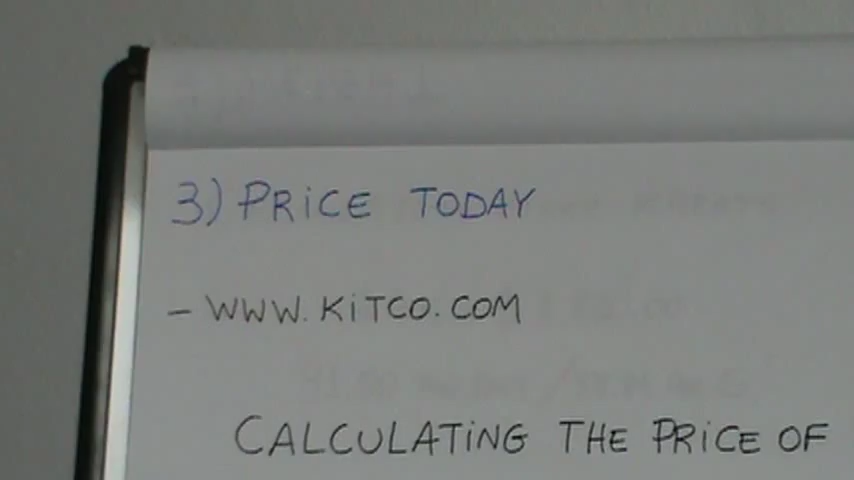 3) PRiCE TODAY
– WWW.KiTCO.COM
CALCULATiNG THE PRiCE OF